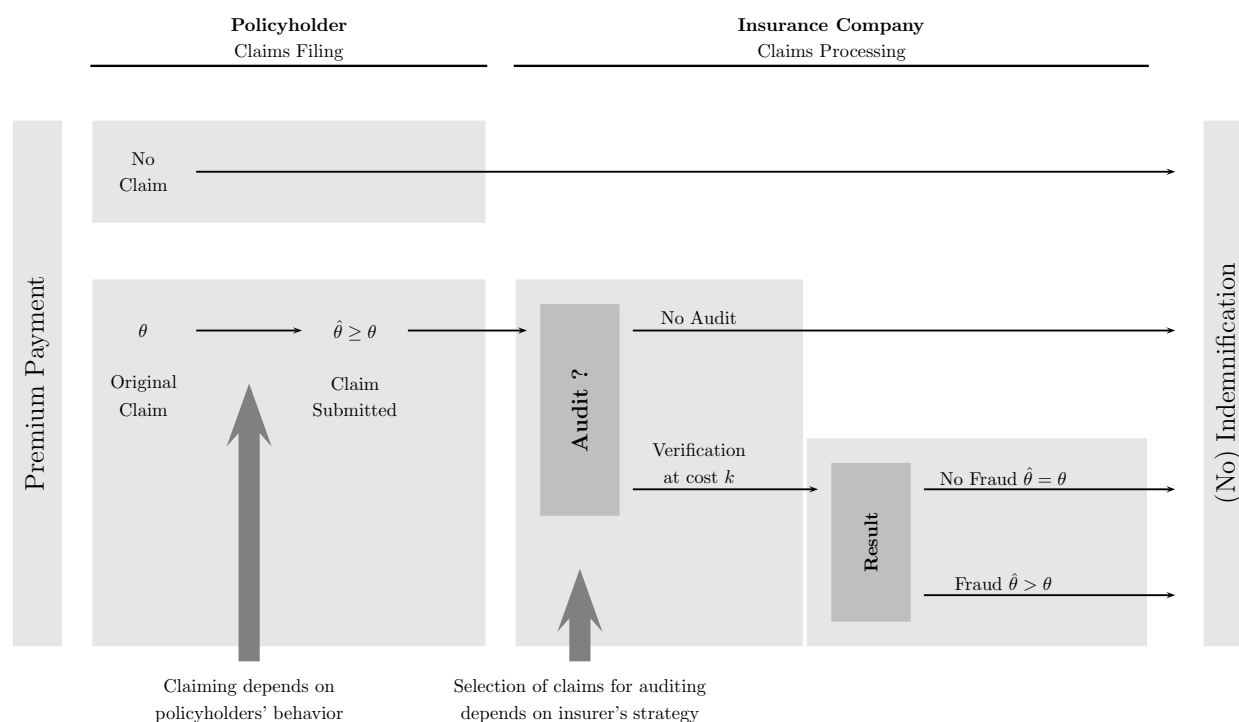 Policyholder
Claims Filing
Insurance Company
Claims Processing
Premium Payment
No
Claim
θ
Original
Claim
θ̂ ≥ θ
Claim
Submitted
Audit ?
No Audit
Verification
at cost k
Result
No Fraud θ̂ = θ
Fraud θ̂ > θ
(No) Indemnification
Claiming depends on
policyholders' behavior
Selection of claims for auditing
depends on insurer's strategy